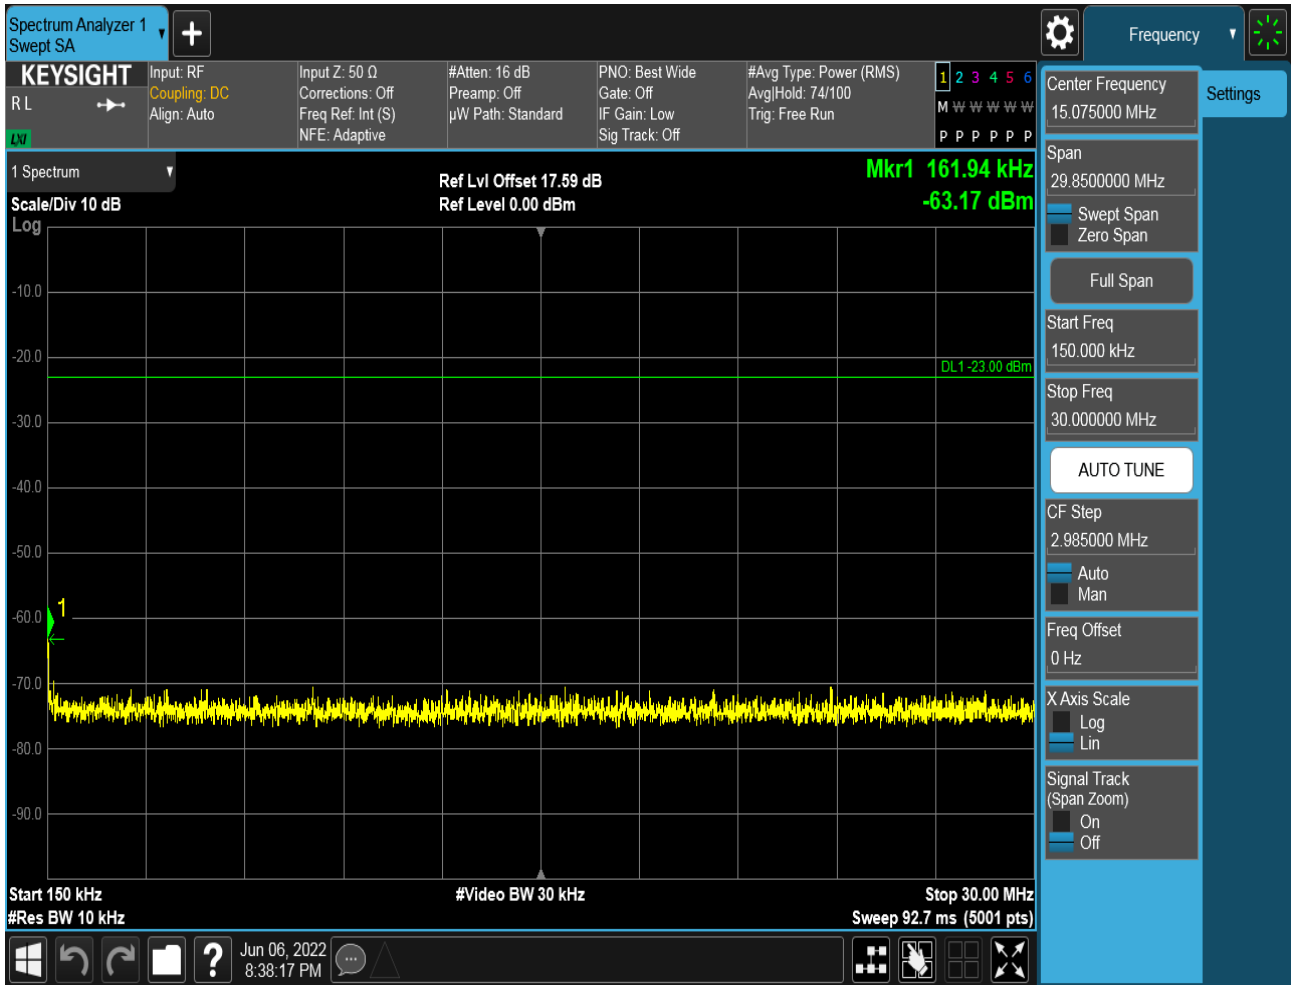 Spectrum Analyzer 1
Swept SA
+
Frequency
KEYSIGHT
R L
LXI
Input: RF
Coupling: DC
Align: Auto
Input Z: 50 Ω
Corrections: Off
Freq Ref: Int (S)
NFE: Adaptive
#Atten: 16 dB
Preamp: Off
µW Path: Standard
PNO: Best Wide
Gate: Off
IF Gain: Low
Sig Track: Off
#Avg Type: Power (RMS)
Avg|Hold: 74/100
Trig: Free Run
1 2 3 4 5 6
M W W W W W
P P P P P P
1 Spectrum
Scale/Div 10 dB
Log
Ref Lvl Offset 17.59 dB
Ref Level 0.00 dBm
Mkr1 161.94 kHz
-63.17 dBm
-10.0
-20.0
DL1 -23.00 dBm
-30.0
-40.0
-50.0
-60.0
1
-70.0
-80.0
-90.0
Start 150 kHz
#Video BW 30 kHz
Stop 30.00 MHz
#Res BW 10 kHz
Sweep 92.7 ms (5001 pts)
?
Jun 06, 2022
8:38:17 PM
Settings
Center Frequency
15.075000 MHz
Span
29.8500000 MHz
Swept Span
Zero Span
Full Span
Start Freq
150.000 kHz
Stop Freq
30.000000 MHz
AUTO TUNE
CF Step
2.985000 MHz
Auto
Man
Freq Offset
0 Hz
X Axis Scale
Log
Lin
Signal Track
(Span Zoom)
On
Off